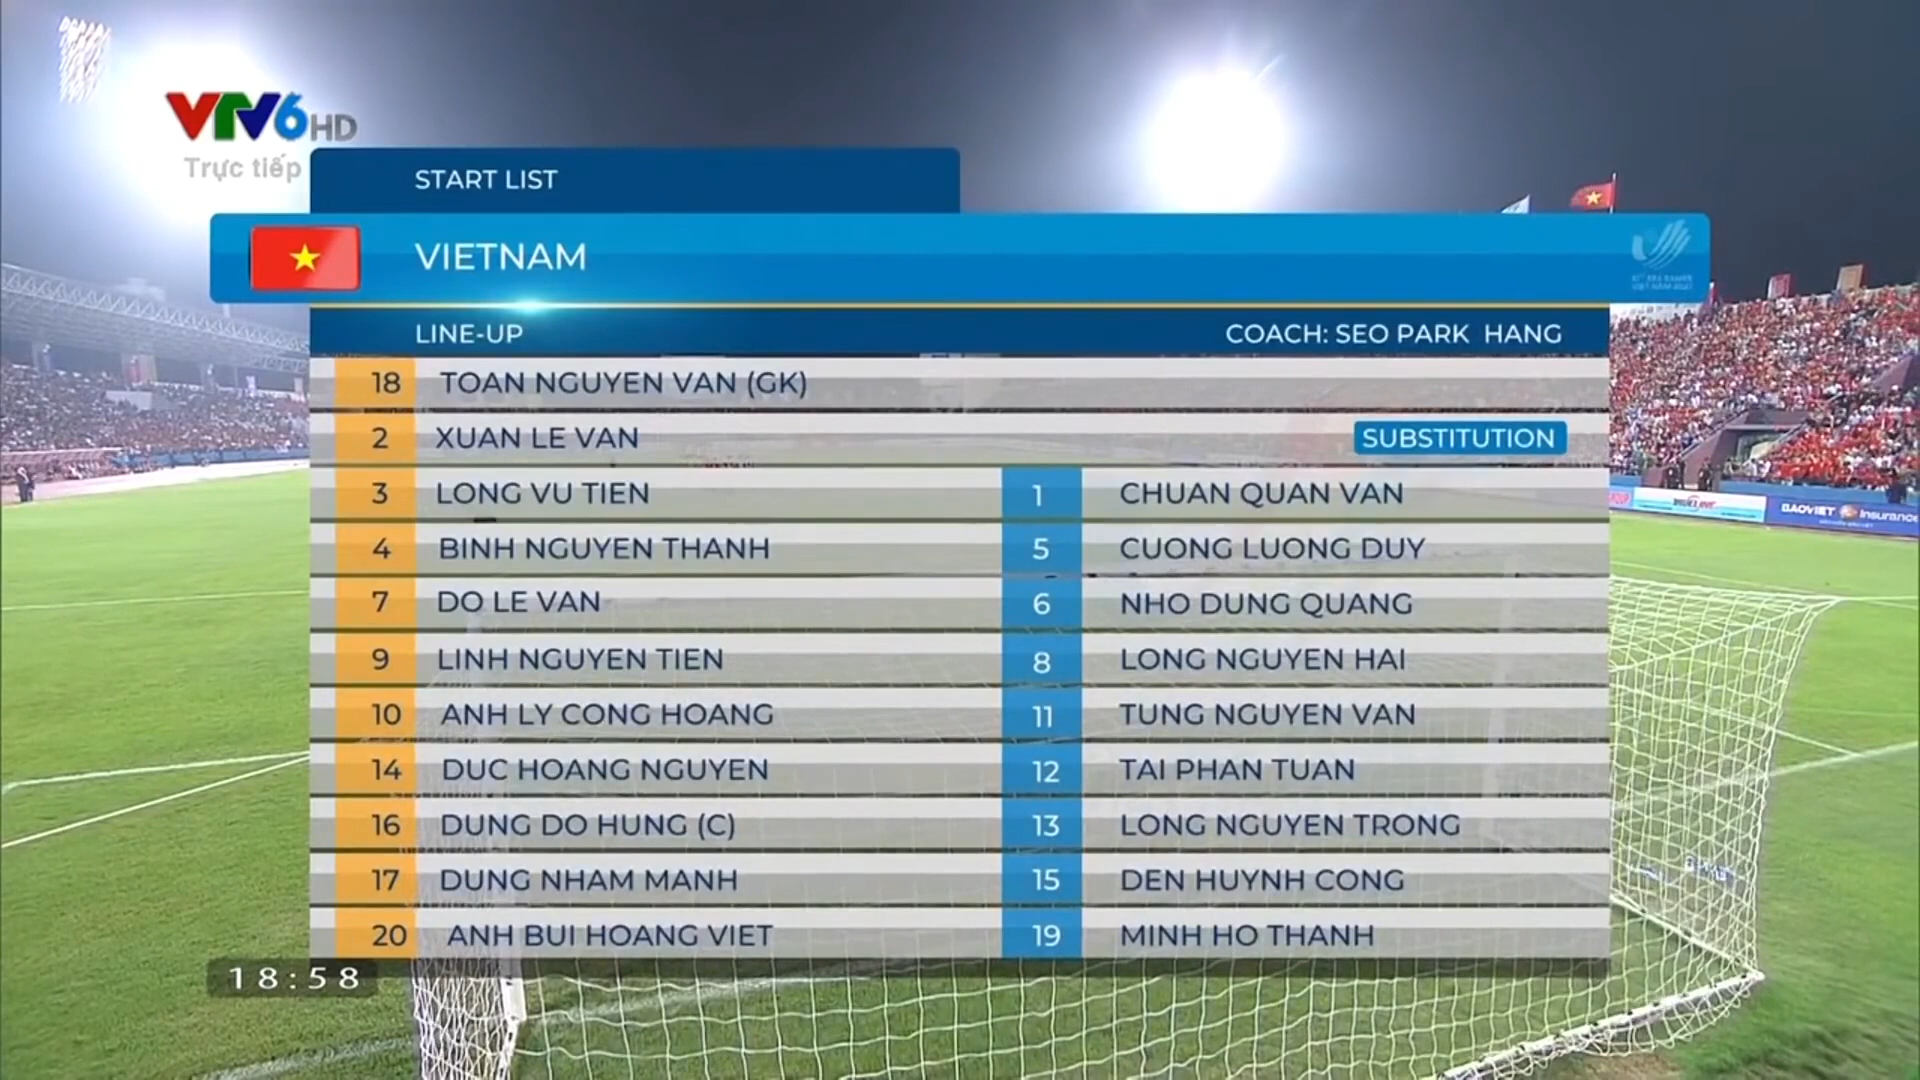 VTV6 HD
Trực tiếp
START LIST
VIETNAM
LINE-UP
COACH: SEO PARK HANG
18 TOAN NGUYEN VAN (GK)
2 XUAN LE VAN
SUBSTITUTION
3 LONG VU TIEN
1 CHUAN QUAN VAN
4 BINH NGUYEN THANH
5 CUONG LUONG DUY
7 DO LE VAN
6 NHO DUNG QUANG
9 LINH NGUYEN TIEN
8 LONG NGUYEN HAI
10 ANH LY CONG HOANG
11 TUNG NGUYEN VAN
14 DUC HOANG NGUYEN
12 TAI PHAN TUAN
16 DUNG DO HUNG (C)
13 LONG NGUYEN TRONG
17 DUNG NHAM MANH
15 DEN HUYNH CONG
20 ANH BUI HOANG VIET
19 MINH HO THANH
18:58
BAOVIET Insurance